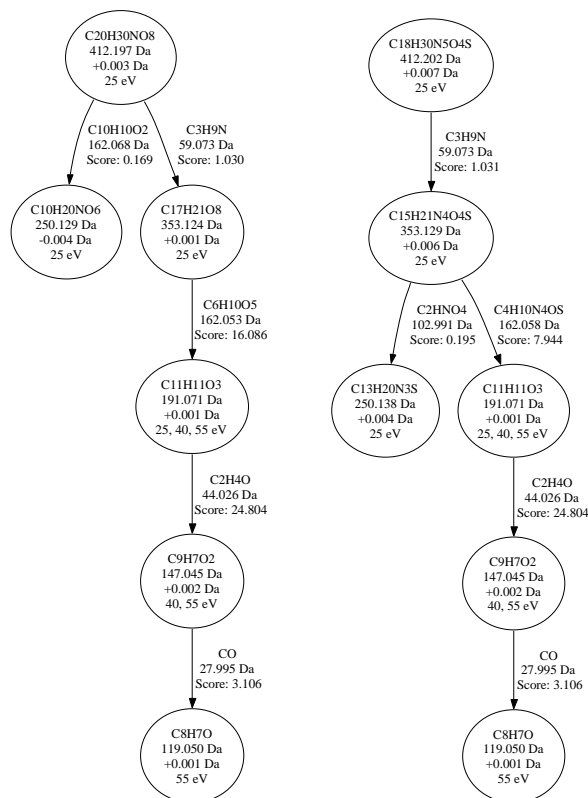 C20H30NO8
412.197 Da
+0.003 Da
25 eV
C10H10O2
162.068 Da
Score: 0.169
C3H9N
59.073 Da
Score: 1.030
C10H20NO6
250.129 Da
-0.004 Da
25 eV
C17H21O8
353.124 Da
+0.001 Da
25 eV
C6H10O5
162.053 Da
Score: 16.086
C11H11O3
191.071 Da
+0.001 Da
25, 40, 55 eV
C2H4O
44.026 Da
Score: 24.804
C9H7O2
147.045 Da
+0.002 Da
40, 55 eV
CO
27.995 Da
Score: 3.106
C8H7O
119.050 Da
+0.001 Da
55 eV
C18H30N5O4S
412.202 Da
+0.007 Da
25 eV
C3H9N
59.073 Da
Score: 1.031
C15H21N4O4S
353.129 Da
+0.006 Da
25 eV
C2HNO4
102.991 Da
Score: 0.195
C4H10N4OS
162.058 Da
Score: 7.944
C13H20N3S
250.138 Da
+0.004 Da
25 eV
C11H11O3
191.071 Da
+0.001 Da
25, 40, 55 eV
C2H4O
44.026 Da
Score: 24.804
C9H7O2
147.045 Da
+0.002 Da
40, 55 eV
CO
27.995 Da
Score: 3.106
C8H7O
119.050 Da
+0.001 Da
55 eV